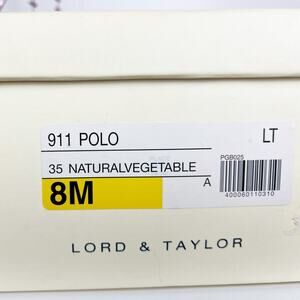 911 POLO
LT
35 NATURALVEGETABLE
PGB025
8M
A
400060110310
LORD & TAYLOR